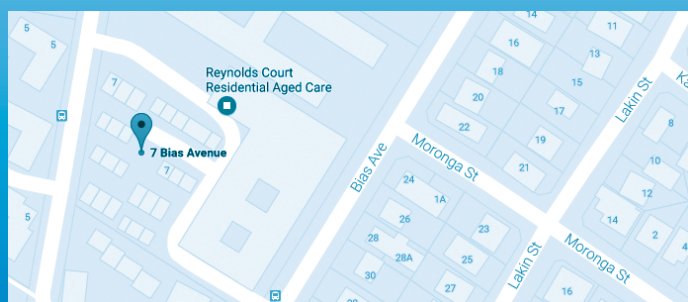 5
5
7
Reynolds Court
Residential Aged Care
7 Bias Avenue
7
5
Bias Ave
14
16
18
20
22
11
13
15
17
19
21
Lakin St
Moronga St
24
1A
26
28
28A
30
23
25
27
Lakin St
Moronga St
8
10
12
14
2
16